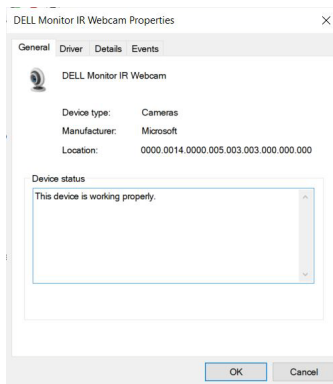 DELL Monitor IR Webcam Properties
General Driver Details Events
DELL Monitor IR Webcam
Device type: Cameras
Manufacturer: Microsoft
Location: 0000.0014.0000.005.003.003.000.000.000
Device status
This device is working properly.
OK Cancel